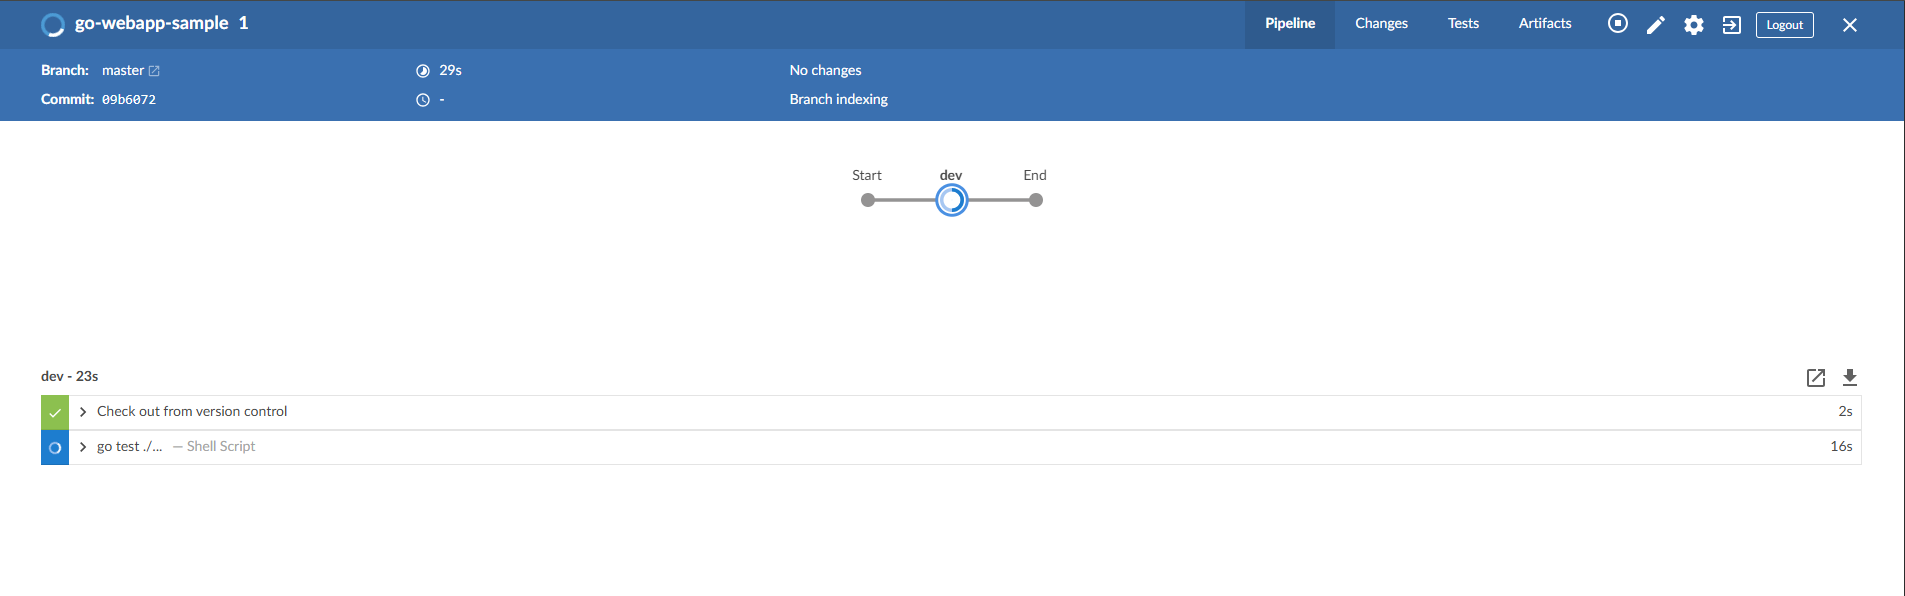 go-webapp-sample 1
Pipeline Changes Tests Artifacts Logout
Branch: master 29s No changes
Commit: 09b6072 - Branch indexing
Start dev End
dev - 23s
Check out from version control 2s
go test ./... — Shell Script 16s